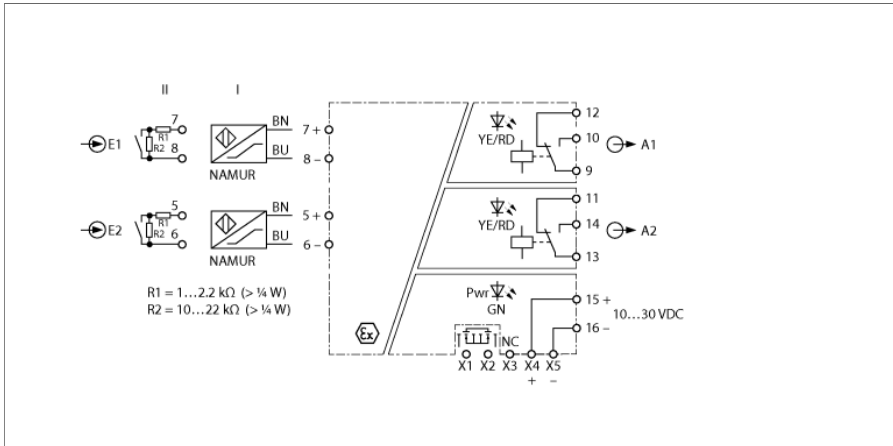 II I
E1
7
R1
R2
8
BN
BU
7 +
8 –
NAMUR
YE/RD
12
10
9
A1
E2
5
R1
R2
6
BN
BU
5 +
6 –
NAMUR
YE/RD
11
14
13
A2
R1 = 1…2.2 kΩ (> ¼ W)
R2 = 10…22 kΩ (> ¼ W)
Pwr
GN
15 +
16 –
10…30 VDC
Ex
NC
X1 X2 X3 X4 X5
+ –